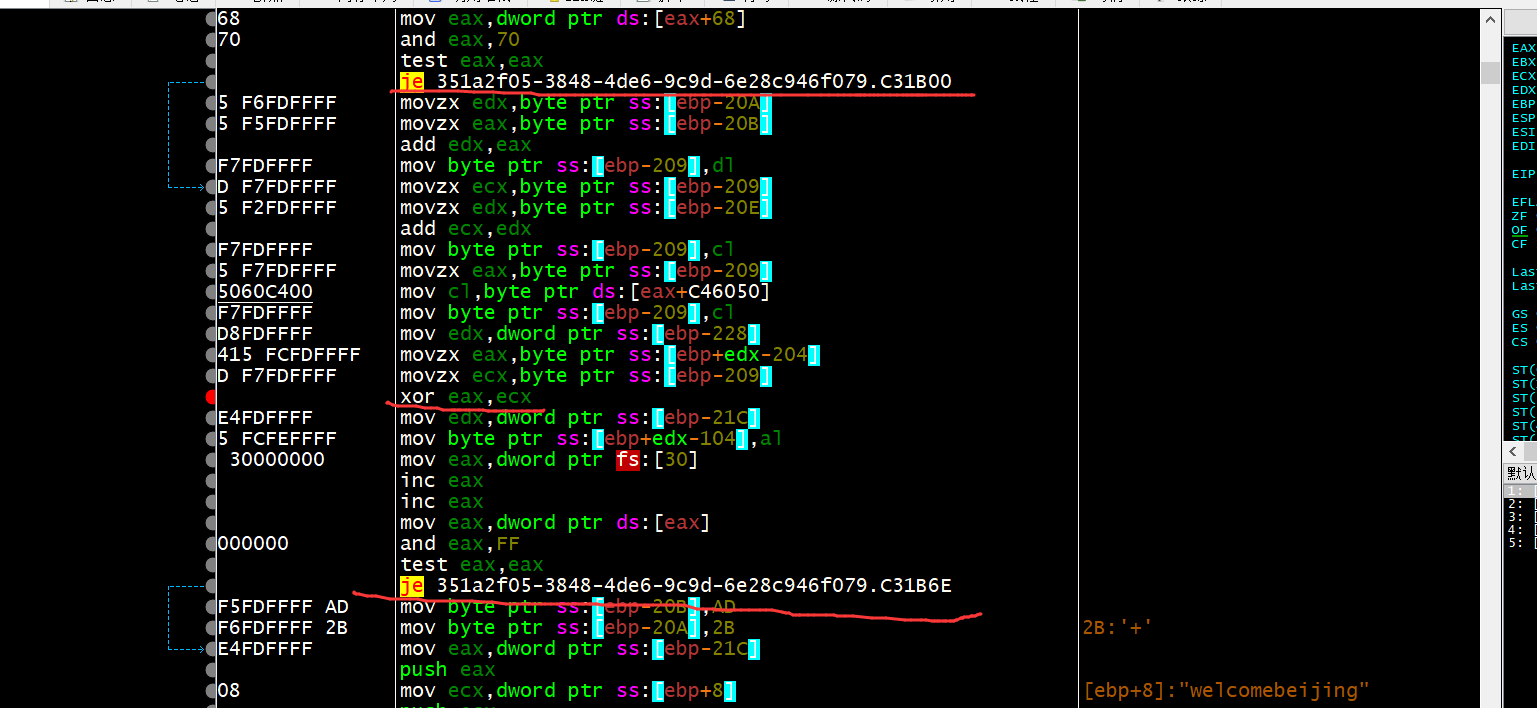 68 mov eax,dword ptr ds:[eax+68]
70 and eax,70
test eax,eax
je 351a2f05-3848-4de6-9c9d-6e28c946f079.C31B00
5 F6FDFFFF movzx edx,byte ptr ss:[ebp-20A]
5 F5FDFFFF movzx eax,byte ptr ss:[ebp-20B]
add edx,eax
F7FDFFFF mov byte ptr ss:[ebp-209],dl
D F7FDFFFF movzx ecx,byte ptr ss:[ebp-209]
5 F2FDFFFF movzx edx,byte ptr ss:[ebp-20E]
add ecx,edx
F7FDFFFF mov byte ptr ss:[ebp-209],cl
5 F7FDFFFF movzx eax,byte ptr ss:[ebp-209]
5060C400 mov cl,byte ptr ds:[eax+C46050]
F7FDFFFF mov byte ptr ss:[ebp-209],cl
D8FDFFFF mov edx,dword ptr ss:[ebp-228]
415 FCFDFFFF movzx eax,byte ptr ss:[ebp+edx-204]
D F7FDFFFF movzx ecx,byte ptr ss:[ebp-209]
xor eax,ecx
E4FDFFFF mov edx,dword ptr ss:[ebp-21C]
5 FCFEFFFF mov byte ptr ss:[ebp+edx-104],al
30000000 mov eax,dword ptr fs:[30]
inc eax
inc eax
mov eax,dword ptr ds:[eax]
000000 and eax,FF
test eax,eax
je 351a2f05-3848-4de6-9c9d-6e28c946f079.C31B6E
F5FDFFFF AD mov byte ptr ss:[ebp-20B],AD
F6FDFFFF 2B mov byte ptr ss:[ebp-20A],2B 2B:'+'
E4FDFFFF mov eax,dword ptr ss:[ebp-21C]
push eax
08 mov ecx,dword ptr ss:[ebp+8] [ebp+8]:"welcomebeijing"
EAX
EBX
ECX
EDX
EBP
ESP
ESI
EDI
EIP
EFL
ZF
OF
CF
Las
Las
GS
ES
CS
ST(
ST(
ST(
ST(
ST(
ST(
默认
1: [
2: [
3: [
4: [
5: [